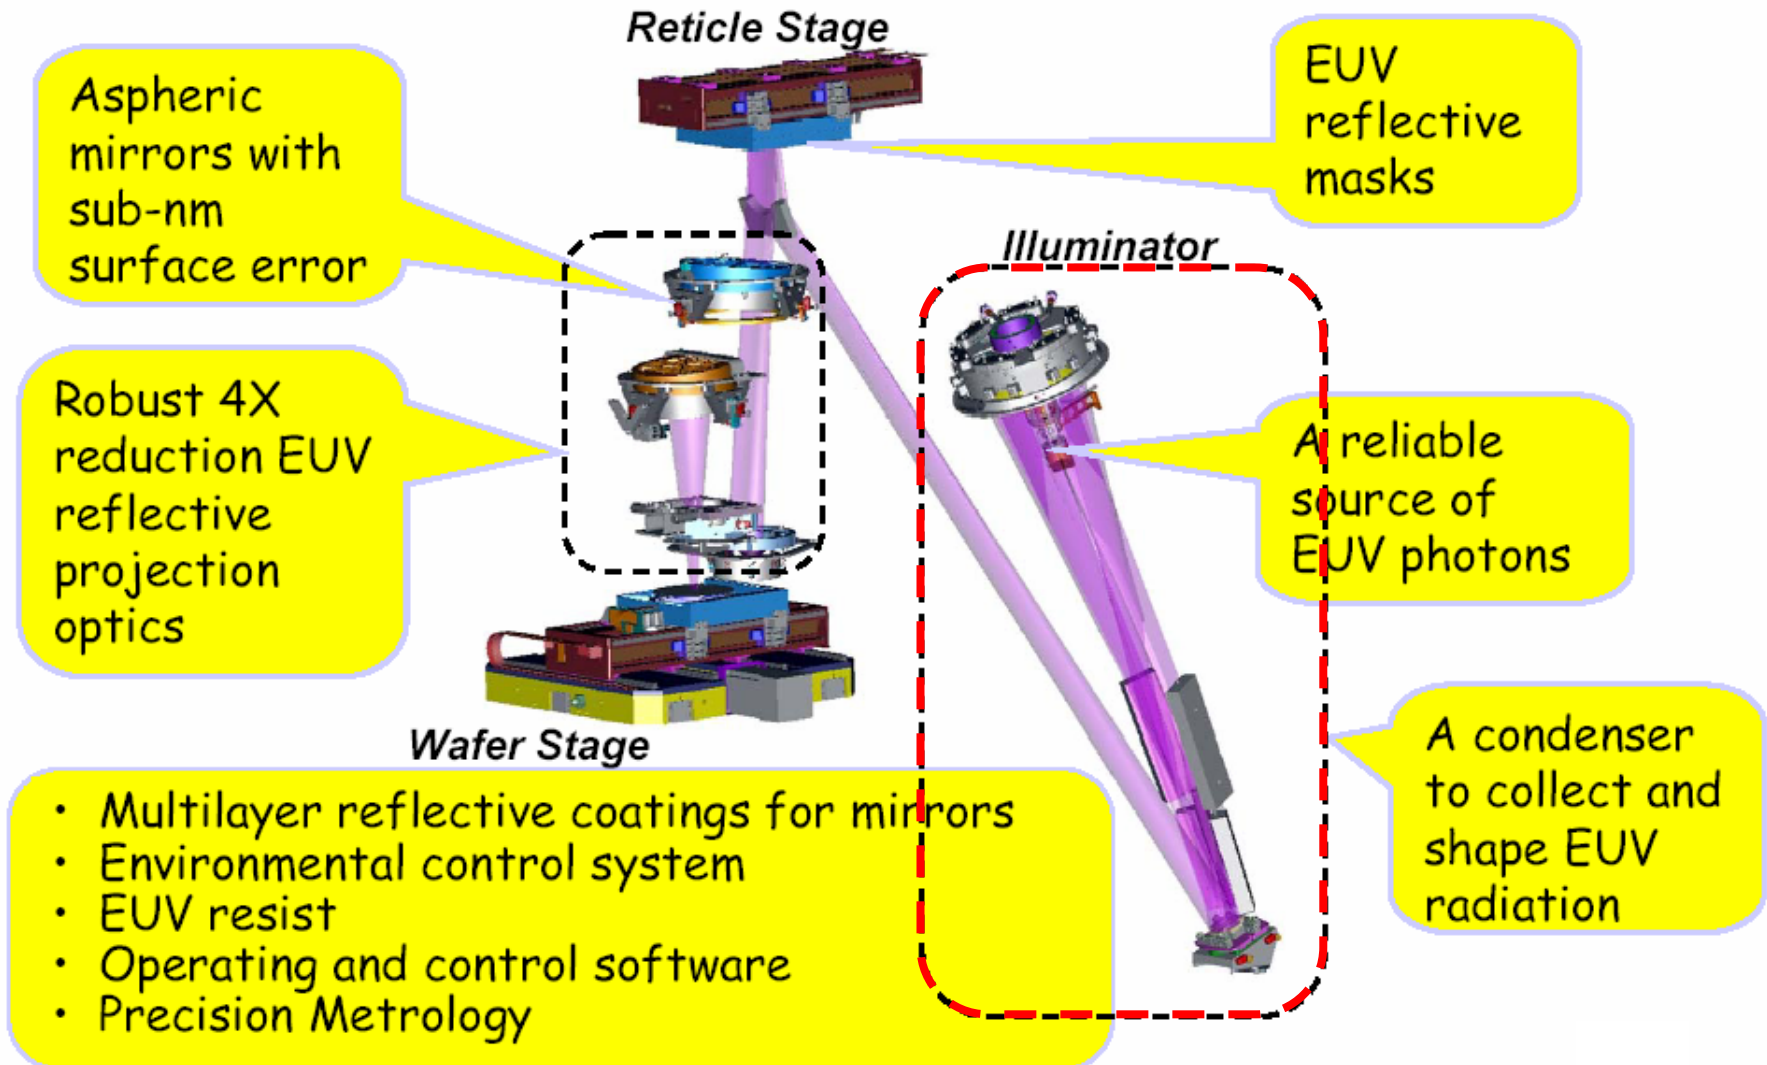 Reticle Stage
Aspheric
mirrors with
sub-nm
surface error
EUV
reflective
masks
Illuminator
Robust 4X
reduction EUV
reflective
projection
optics
A reliable
source of
EUV photons
Wafer Stage
A condenser
to collect and
shape EUV
radiation
• Multilayer reflective coatings for mirrors
• Environmental control system
• EUV resist
• Operating and control software
• Precision Metrology